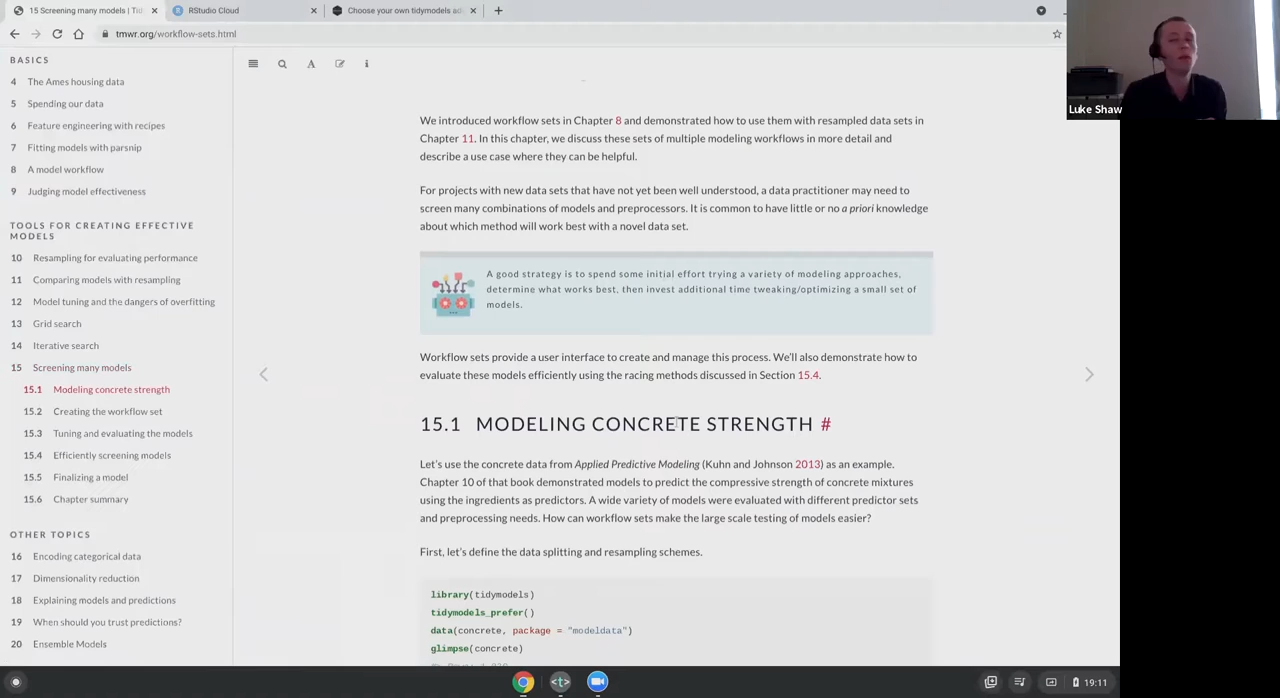 15 Screening many models | Tid
RStudio Cloud
Choose your own tidymodels ad
tmwr.org/workflow-sets.html
Luke Shaw
BASICS
4 The Ames housing data
5 Spending our data
6 Feature engineering with recipes
7 Fitting models with parsnip
8 A model workflow
9 Judging model effectiveness
TOOLS FOR CREATING EFFECTIVE
MODELS
10 Resampling for evaluating performance
11 Comparing models with resampling
12 Model tuning and the dangers of overfitting
13 Grid search
14 Iterative search
15 Screening many models
15.1 Modeling concrete strength
15.2 Creating the workflow set
15.3 Tuning and evaluating the models
15.4 Efficiently screening models
15.5 Finalizing a model
15.6 Chapter summary
OTHER TOPICS
16 Encoding categorical data
17 Dimensionality reduction
18 Explaining models and predictions
19 When should you trust predictions?
20 Ensemble Models
We introduced workflow sets in Chapter 8 and demonstrated how to use them with resampled data sets in
Chapter 11. In this chapter, we discuss these sets of multiple modeling workflows in more detail and
describe a use case where they can be helpful.
For projects with new data sets that have not yet been well understood, a data practitioner may need to
screen many combinations of models and preprocessors. It is common to have little or no a priori knowledge
about which method will work best with a novel data set.
A good strategy is to spend some initial effort trying a variety of modeling approaches,
determine what works best, then invest additional time tweaking/optimizing a small set of
models.
Workflow sets provide a user interface to create and manage this process. We'll also demonstrate how to
evaluate these models efficiently using the racing methods discussed in Section 15.4.
15.1 MODELING CONCRETE STRENGTH #
Let's use the concrete data from Applied Predictive Modeling (Kuhn and Johnson 2013) as an example.
Chapter 10 of that book demonstrated models to predict the compressive strength of concrete mixtures
using the ingredients as predictors. A wide variety of models were evaluated with different predictor sets
and preprocessing needs. How can workflow sets make the large scale testing of models easier?
First, let's define the data splitting and resampling schemes.
library(tidymodels)
tidymodels_prefer()
data(concrete, package = "modeldata")
glimpse(concrete)
19:11